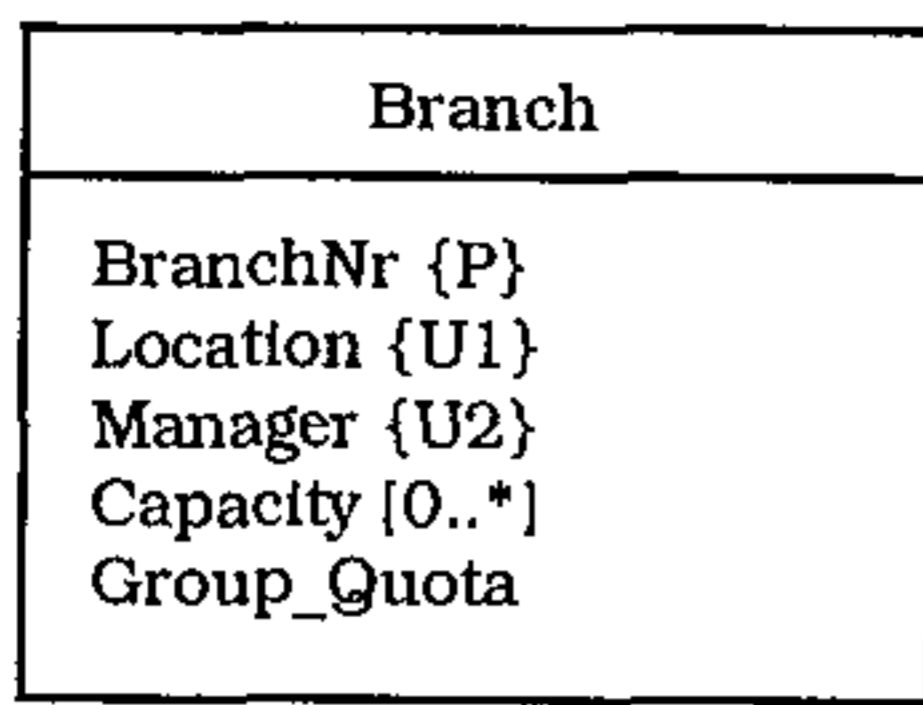 Branch
BranchNr {P}
Location {U1}
Manager {U2}
Capacity [0..*]
Group_Quota